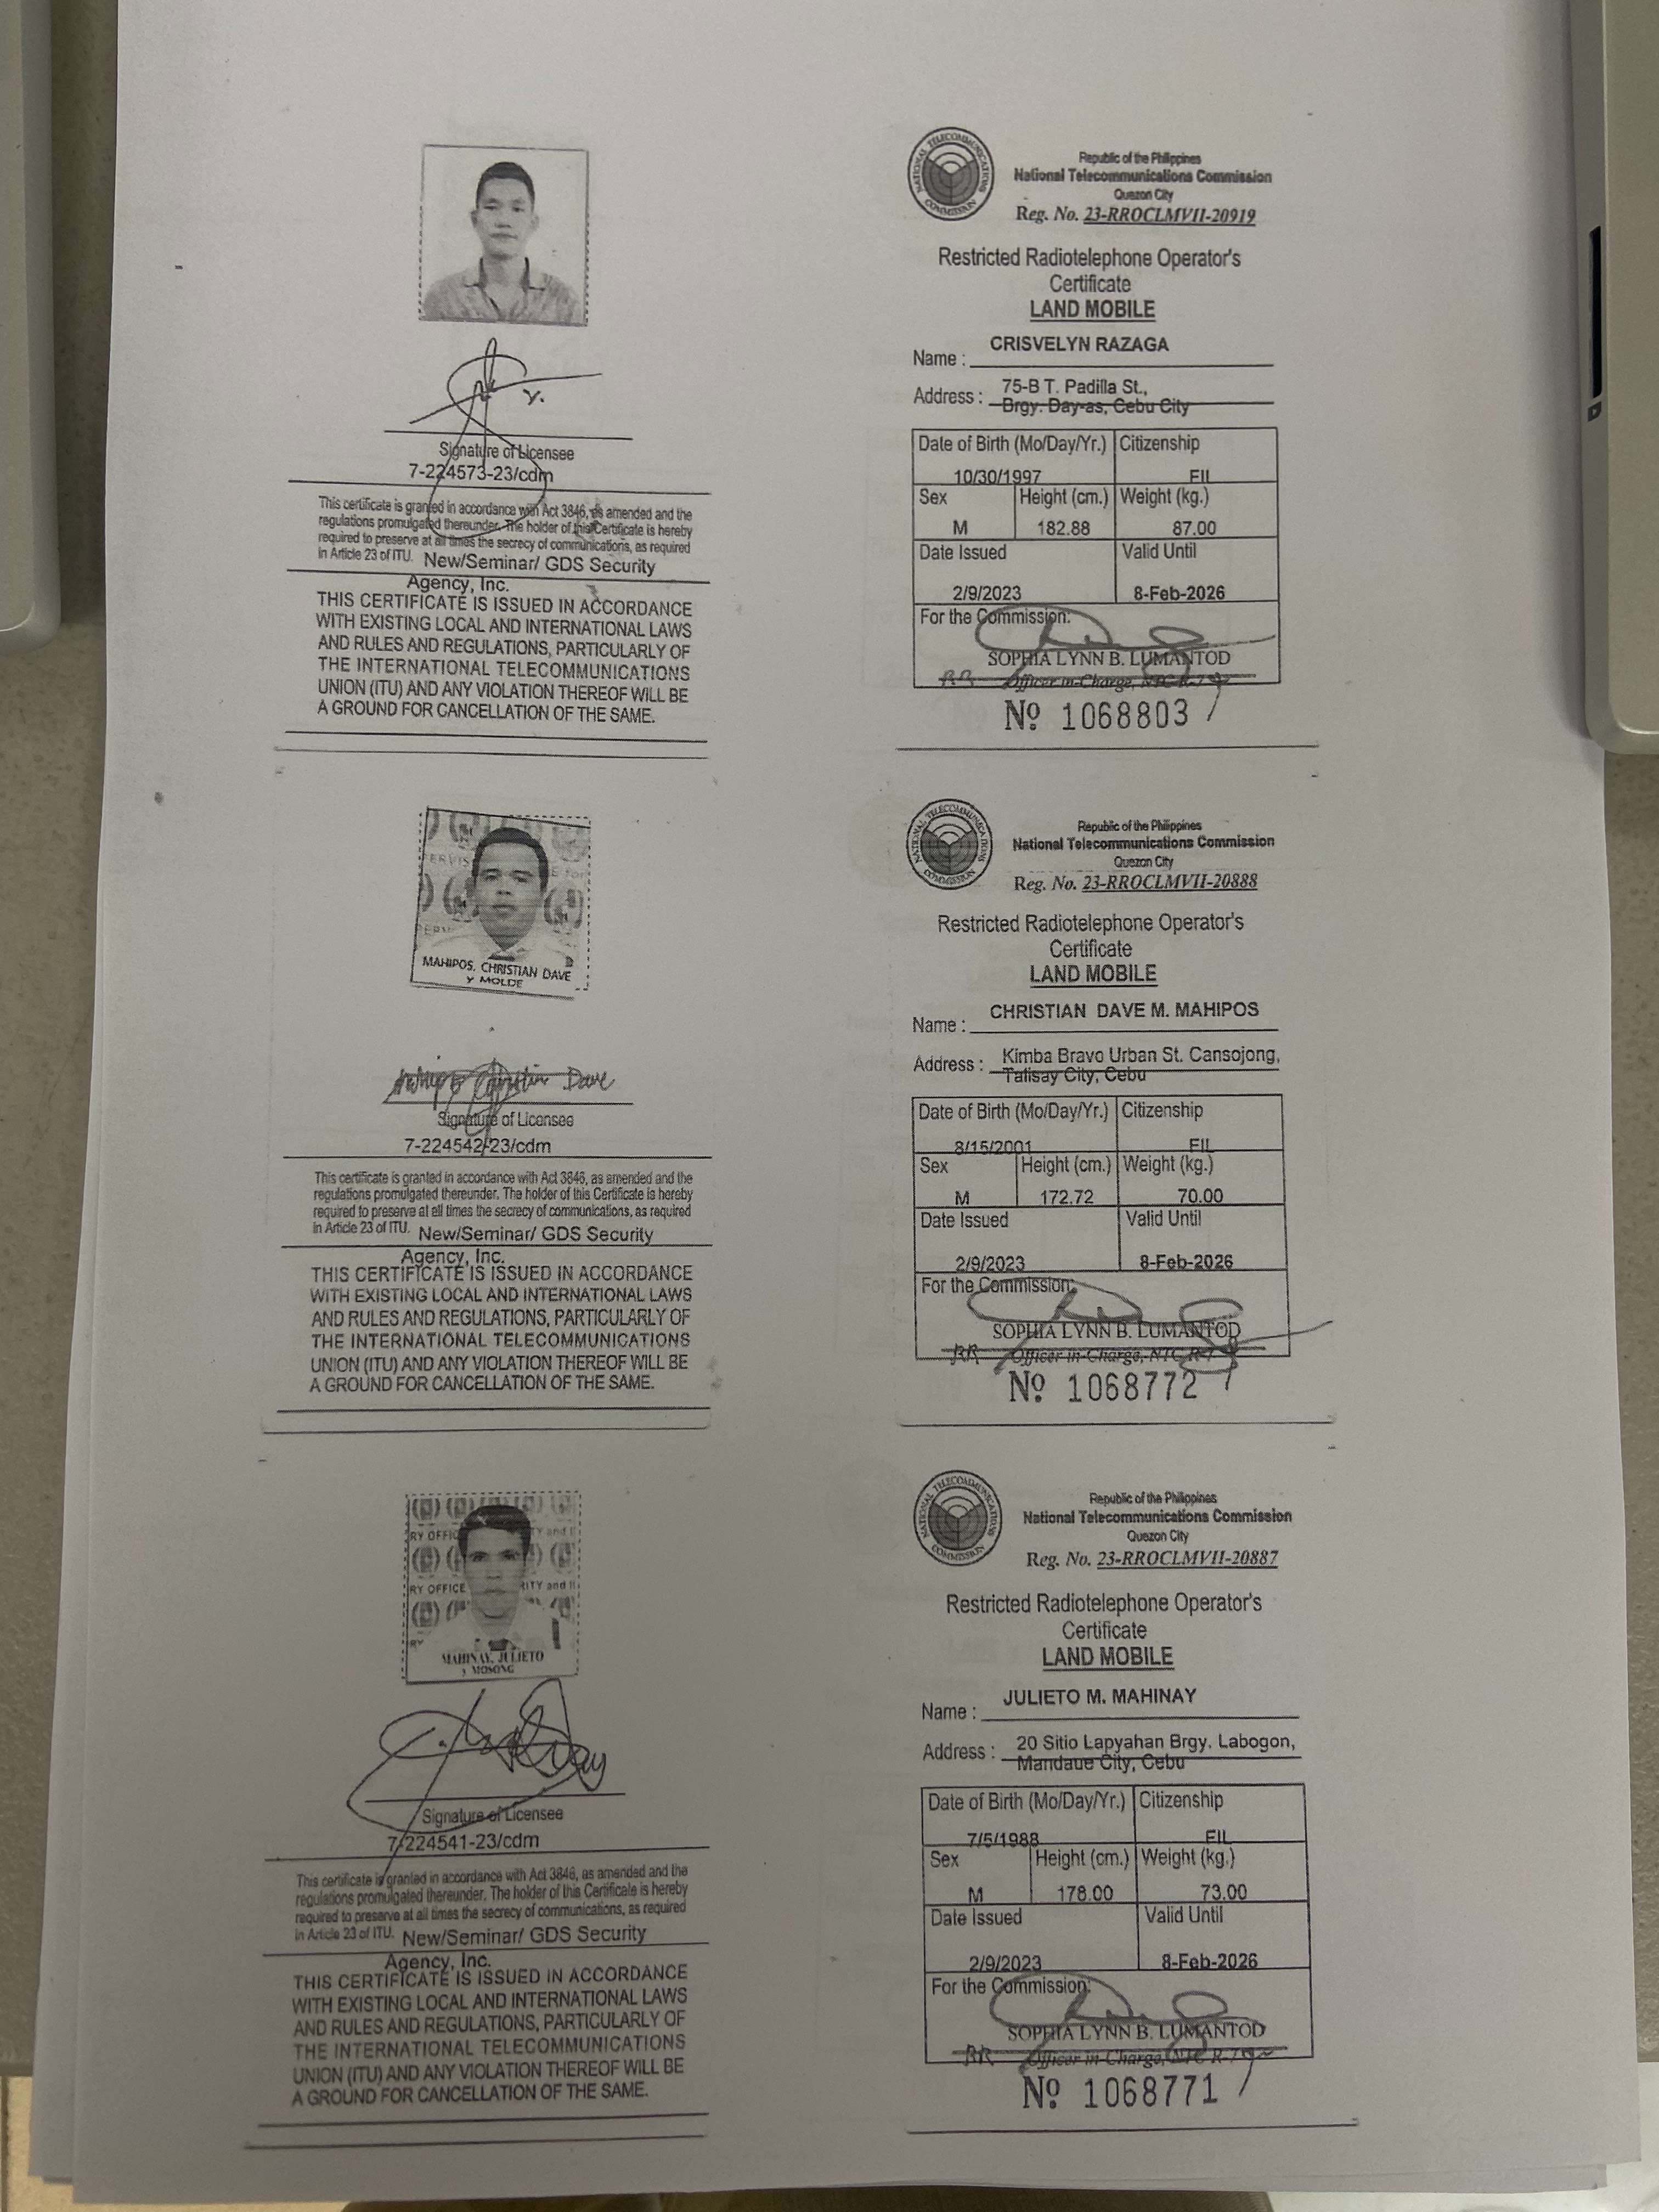 NATIONAL TELECOMMUNICATIONS COMMISSION
Republic of the Philippines
National Telecommunications Commission
Quezon City
Reg. No. 23-RROCLMVII-20919
Restricted Radiotelephone Operator's
Certificate
LAND MOBILE
Name : CRISVELYN RAZAGA
Address : 75-B T. Padilla St.,
Brgy. Day-as, Cebu City
Date of Birth (Mo/Day/Yr.) Citizenship
10/30/1997 FIL
Sex Height (cm.) Weight (kg.)
M 182.88 87.00
Date Issued Valid Until
2/9/2023 8-Feb-2026
For the Commission:
SOPHIA LYNN B. LUMANTOD
RR Officer-in-Charge, NTC R-7
Nº 1068803
Signature of Licensee
7-224573-23/cdm
This certificate is granted in accordance with Act 3846, as amended and the
regulations promulgated thereunder. The holder of this Certificate is hereby
required to preserve at all times the secrecy of communications, as required
in Article 23 of ITU. New/Seminar/ GDS Security
Agency, Inc.
THIS CERTIFICATE IS ISSUED IN ACCORDANCE
WITH EXISTING LOCAL AND INTERNATIONAL LAWS
AND RULES AND REGULATIONS, PARTICULARLY OF
THE INTERNATIONAL TELECOMMUNICATIONS
UNION (ITU) AND ANY VIOLATION THEREOF WILL BE
A GROUND FOR CANCELLATION OF THE SAME.
MAHIPOS, CHRISTIAN DAVE
y MOLDE
Christian Dave
Signature of Licensee
7-224542-23/cdm
This certificate is granted in accordance with Act 3846, as amended and the
regulations promulgated thereunder. The holder of this Certificate is hereby
required to preserve at all times the secrecy of communications, as required
in Article 23 of ITU. New/Seminar/ GDS Security
Agency, Inc.
THIS CERTIFICATE IS ISSUED IN ACCORDANCE
WITH EXISTING LOCAL AND INTERNATIONAL LAWS
AND RULES AND REGULATIONS, PARTICULARLY OF
THE INTERNATIONAL TELECOMMUNICATIONS
UNION (ITU) AND ANY VIOLATION THEREOF WILL BE
A GROUND FOR CANCELLATION OF THE SAME.
NATIONAL TELECOMMUNICATIONS COMMISSION
Republic of the Philippines
National Telecommunications Commission
Quezon City
Reg. No. 23-RROCLMVII-20888
Restricted Radiotelephone Operator's
Certificate
LAND MOBILE
Name : CHRISTIAN DAVE M. MAHIPOS
Address : Kimba Bravo Urban St. Cansojong,
Talisay City, Cebu
Date of Birth (Mo/Day/Yr.) Citizenship
8/15/2001 FIL
Sex Height (cm.) Weight (kg.)
M 172.72 70.00
Date Issued Valid Until
2/9/2023 8-Feb-2026
For the Commission:
SOPHIA LYNN B. LUMANTOD
RR Officer-in-Charge, NTC R-7
Nº 1068772
RY OFFICE RITY and II
MAHINAY, JULIETO
y MOSONG
Signature of Licensee
7-224541-23/cdm
This certificate is granted in accordance with Act 3846, as amended and the
regulations promulgated thereunder. The holder of this Certificate is hereby
required to preserve at all times the secrecy of communications, as required
in Article 23 of ITU. New/Seminar/ GDS Security
Agency, Inc.
THIS CERTIFICATE IS ISSUED IN ACCORDANCE
WITH EXISTING LOCAL AND INTERNATIONAL LAWS
AND RULES AND REGULATIONS, PARTICULARLY OF
THE INTERNATIONAL TELECOMMUNICATIONS
UNION (ITU) AND ANY VIOLATION THEREOF WILL BE
A GROUND FOR CANCELLATION OF THE SAME.
NATIONAL TELECOMMUNICATIONS COMMISSION
Republic of the Philippines
National Telecommunications Commission
Quezon City
Reg. No. 23-RROCLMVII-20887
Restricted Radiotelephone Operator's
Certificate
LAND MOBILE
Name : JULIETO M. MAHINAY
Address : 20 Sitio Lapyahan Brgy. Labogon,
Mandaue City, Cebu
Date of Birth (Mo/Day/Yr.) Citizenship
7/5/1988 FIL
Sex Height (cm.) Weight (kg.)
M 178.00 73.00
Date Issued Valid Until
2/9/2023 8-Feb-2026
For the Commission:
SOPHIA LYNN B. LUMANTOD
RR Officer-in-Charge, NTC R-7
Nº 1068771